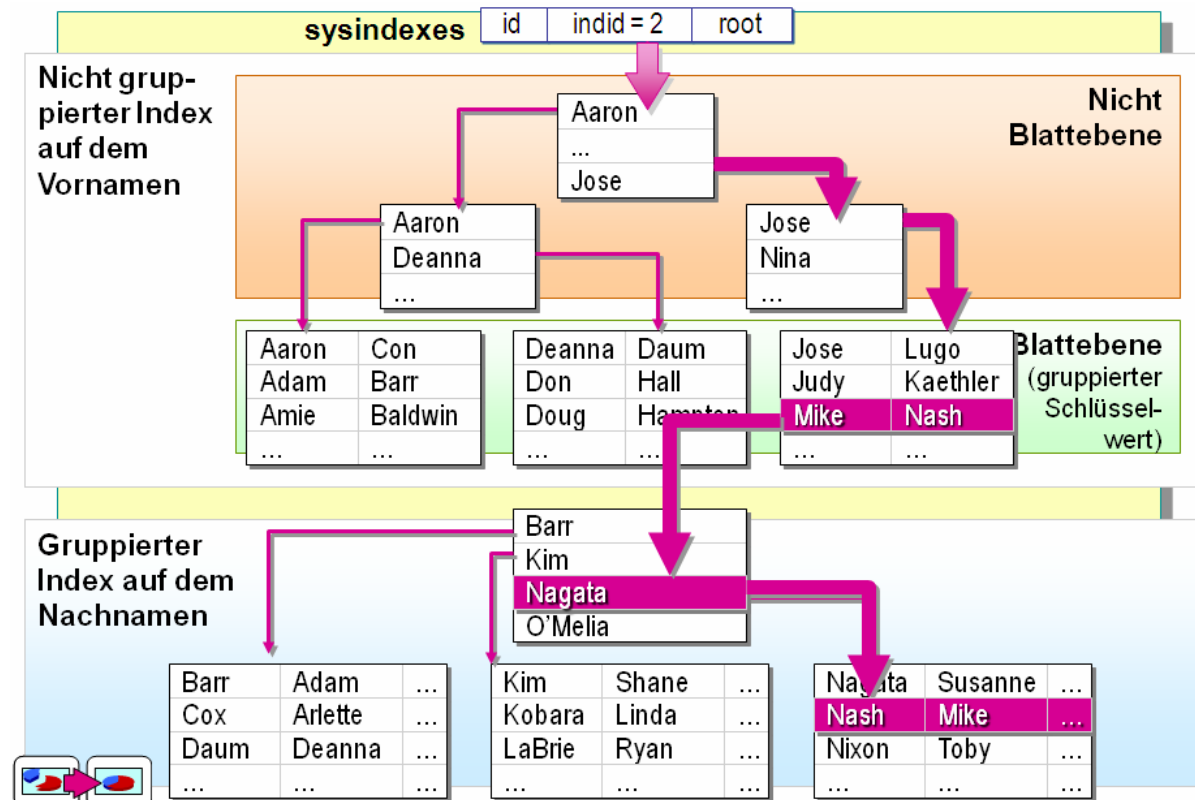 sysindexes id indid = 2 root
Nicht grup-
pierter Index
auf dem
Vornamen
Nicht
Blattebene
Aaron
...
Jose
Aaron
Deanna
...
Jose
Nina
...
Aaron Con
Adam Barr
Amie Baldwin
... ...
Deanna Daum
Don Hall
Doug Hampton
... ...
Jose Lugo
Judy Kaethler
Mike Nash
... ...
Blattebene
(gruppierter
Schlüssel-
wert)
Gruppierter
Index auf dem
Nachnamen
Barr
Kim
Nagata
O'Melia
Barr Adam ...
Cox Arlette ...
Daum Deanna ...
... ... ...
Kim Shane ...
Kobara Linda ...
LaBrie Ryan ...
... ... ...
Nagata Susanne ...
Nash Mike ...
Nixon Toby ...
... ... ...